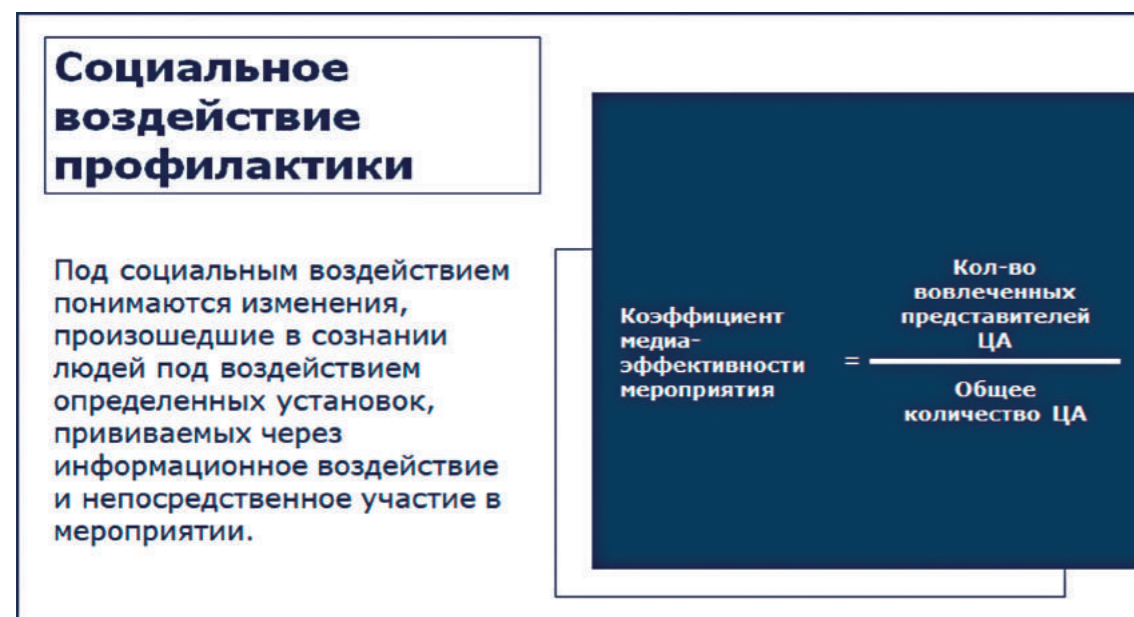 Социальное
воздействие
профилактики
Под социальным воздействием
понимаются изменения,
произошедшие в сознании
людей под воздействием
определенных установок,
прививаемых через
информационное воздействие
и непосредственное участие в
мероприятии.
Коэффициент
медиа-
эффективности
мероприятия
=
Кол-во
вовлеченных
представителей
ЦА
Общее
количество ЦА